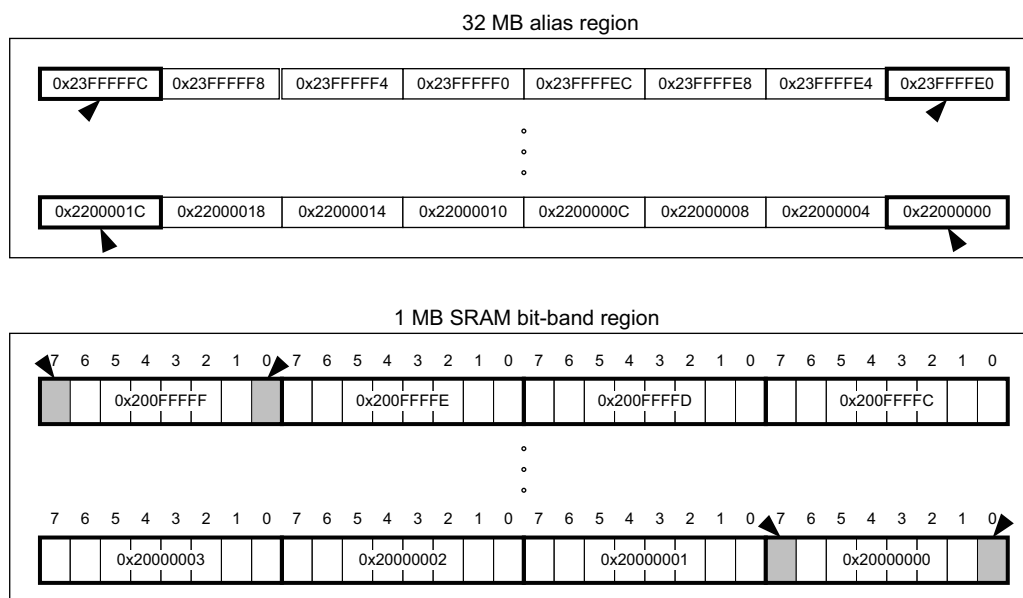 32 MB alias region
0x23FFFFFC 0x23FFFFF8 0x23FFFFF4 0x23FFFFF0 0x23FFFFEC 0x23FFFFE8 0x23FFFFE4 0x23FFFFE0
0x2200001C 0x22000018 0x22000014 0x22000010 0x2200000C 0x22000008 0x22000004 0x22000000
1 MB SRAM bit-band region
7 6 5 4 3 2 1 0 7 6 5 4 3 2 1 0 7 6 5 4 3 2 1 0 7 6 5 4 3 2 1 0
0x200FFFFF 0x200FFFFE 0x200FFFFD 0x200FFFFC
7 6 5 4 3 2 1 0 7 6 5 4 3 2 1 0 7 6 5 4 3 2 1 0 7 6 5 4 3 2 1 0
0x20000003 0x20000002 0x20000001 0x20000000